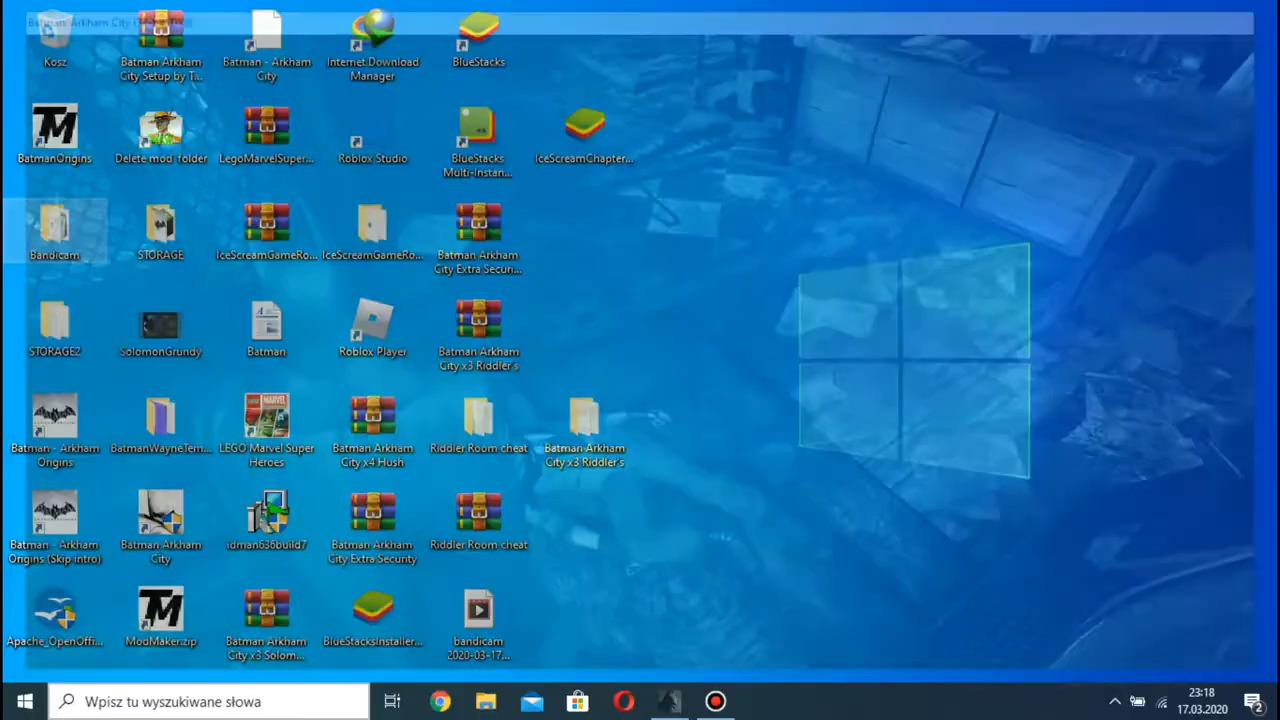 Batman: Arkham City
Kosz
Batman Arkham
City Setup by T...
Batman - Arkham
City
Internet Download
Manager
BlueStacks
BatmanOrigins
Delete mod folder
LegoMarvelSuper...
Roblox Studio
BlueStacks
Multi-Instan...
IceScreamChapter...
Bandicam
STORAGE
IceScreamGameRo...
IceScreamGameRo...
Batman Arkham
City Extra Securi...
STORAGE2
SolomonGrundy
Batman
Roblox Player
Batman Arkham
City x3 Riddler's
Batman - Arkham
Origins
BatmanWayneTem...
LEGO Marvel Super
Heroes
Batman Arkham
City x4 Hush
Riddler Room cheat
Batman Arkham
City x3 Riddler's
Batman - Arkham
Origins (Skip intro)
Batman Arkham
City
idman636build7
Batman Arkham
City Extra Security
Riddler Room cheat
Apache_OpenOffi...
ModMaker.zip
Batman Arkham
City x3 Solom...
BlueStacksInstaller...
bandicam
2020-03-17...
Wpisz tu wyszukiwane słowa
23:18
17.03.2020
2